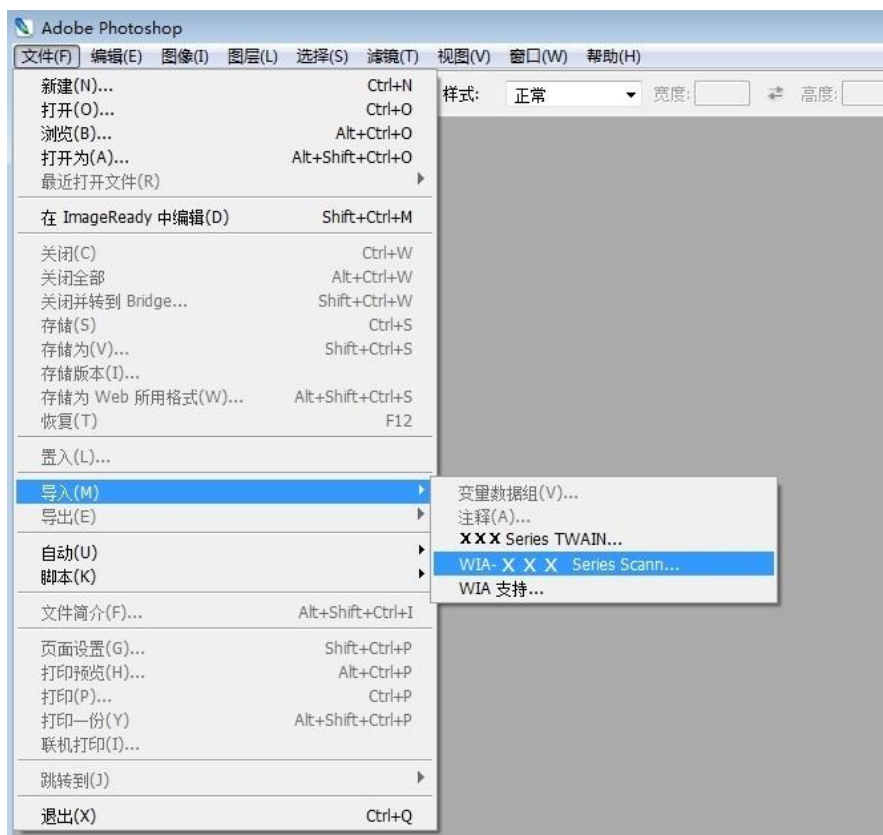 Adobe Photoshop
文件(F) 编辑(E) 图像(I) 图层(L) 选择(S) 滤镜(T) 视图(V) 窗口(W) 帮助(H)
样式: 正常 宽度: 高度:
新建(N)... Ctrl+N
打开(O)... Ctrl+O
浏览(B)... Alt+Ctrl+O
打开为(A)... Alt+Shift+Ctrl+O
最近打开文件(R)
在 ImageReady 中编辑(D) Shift+Ctrl+M
关闭(C) Ctrl+W
关闭全部 Alt+Ctrl+W
关闭并转到 Bridge... Shift+Ctrl+W
存储(S) Ctrl+S
存储为(V)... Shift+Ctrl+S
存储版本(I)...
存储为 Web 所用格式(W)... Alt+Shift+Ctrl+S
恢复(T) F12
置入(L)...
导入(M)
导出(E)
自动(U)
脚本(K)
文件简介(F)... Alt+Shift+Ctrl+I
页面设置(G)... Shift+Ctrl+P
打印预览(H)... Alt+Ctrl+P
打印(P)... Ctrl+P
打印一份(Y) Alt+Shift+Ctrl+P
联机打印(I)...
跳转到(J)
退出(X) Ctrl+Q
变量数据组(V)...
注释(A)...
XXX Series TWAIN...
WIA-X X X Series Scann...
WIA 支持...